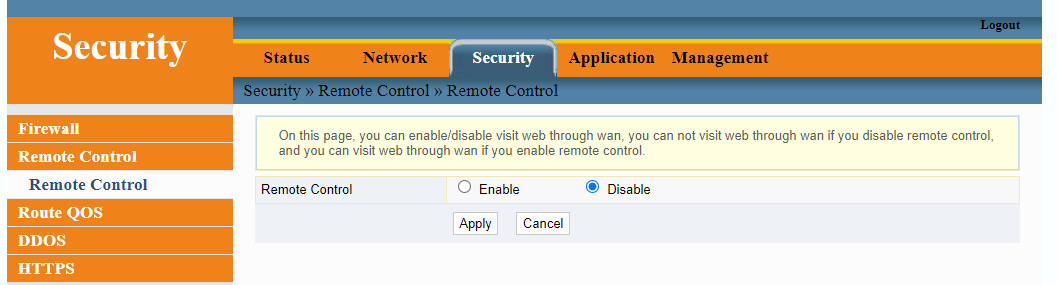 Logout
Security
Status Network Security Application Management
Security » Remote Control » Remote Control
Firewall
Remote Control
Remote Control
Route QOS
DDOS
HTTPS
On this page, you can enable/disable visit web through wan, you can not visit web through wan if you disable remote control,
and you can visit web through wan if you enable remote control.
Remote Control Enable Disable
Apply Cancel